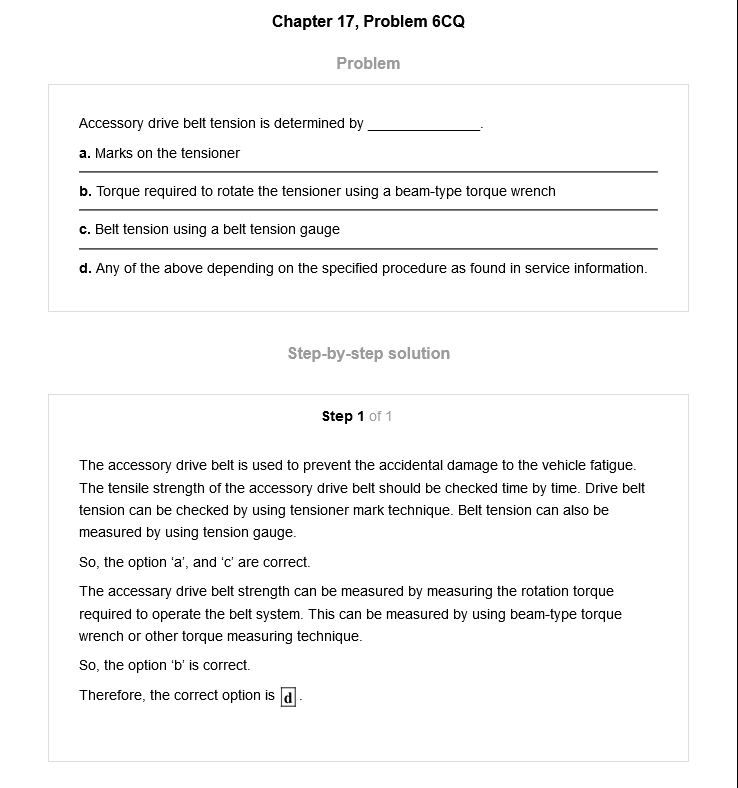 Chapter 17, Problem 6CQ
Problem
Accessory drive belt tension is determined by _______________.
a. Marks on the tensioner
b. Torque required to rotate the tensioner using a beam-type torque wrench
c. Belt tension using a belt tension gauge
d. Any of the above depending on the specified procedure as found in service information.
Step-by-step solution
Step 1 of 1
The accessory drive belt is used to prevent the accidental damage to the vehicle fatigue.
The tensile strength of the accessory drive belt should be checked time by time. Drive belt
tension can be checked by using tensioner mark technique. Belt tension can also be
measured by using tension gauge.
So, the option ‘a’, and ‘c’ are correct.
The accessary drive belt strength can be measured by measuring the rotation torque
required to operate the belt system. This can be measured by using beam-type torque
wrench or other torque measuring technique.
So, the option ‘b’ is correct.
Therefore, the correct option is d.